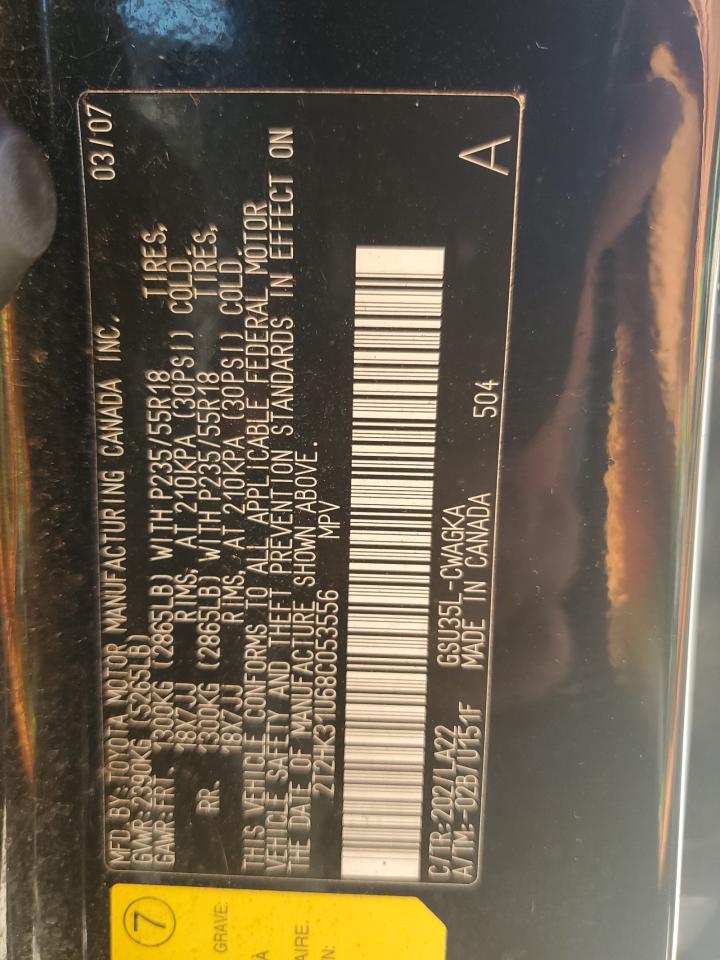 MFD. BY: TOYOTA MOTOR MANUFACTURING CANADA INC. 03/07
GVWR: 2390KG (5265LB)
GAWR: FRT. 1300KG (2865LB) WITH P235/55R18 TIRES,
18X7JJ RIMS, AT 210KPA (30PSI) COLD.
RR. 1300KG (2865LB) WITH P235/55R18 TIRES,
18X7JJ RIMS, AT 210KPA (30PSI) COLD.
THIS VEHICLE CONFORMS TO ALL APPLICABLE FEDERAL MOTOR
VEHICLE SAFETY AND THEFT PREVENTION STANDARDS IN EFFECT ON
THE DATE OF MANUFACTURE SHOWN ABOVE.
2T2HK31U68C053556 MPV
C/TR: 202/LA22 GSU35L-CWAGKA
A/TM: -02B/U151F MADE IN CANADA 504 A
7
GRAVE:
À
AIRE.
N: